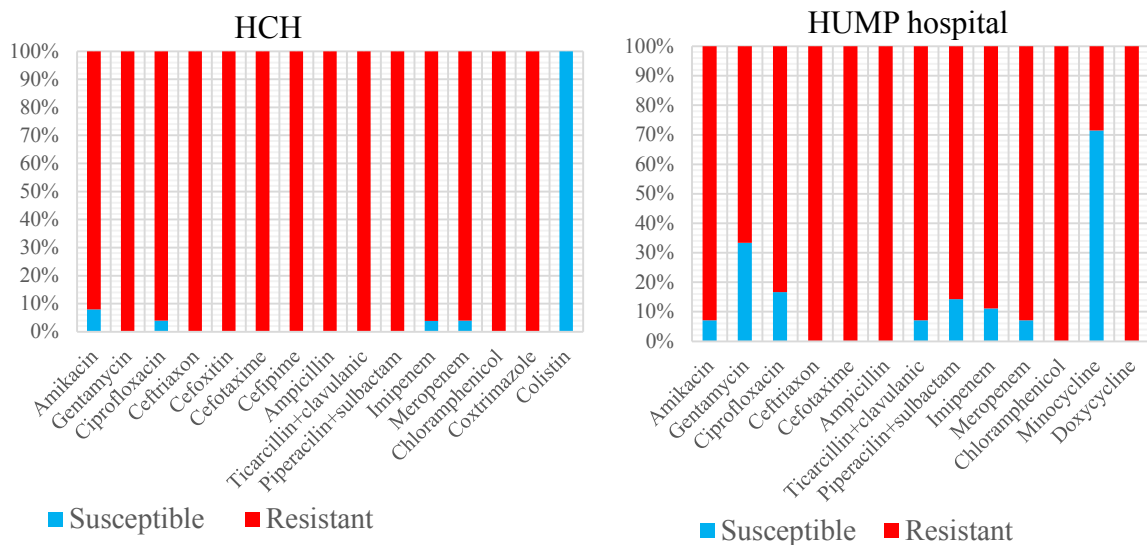 HCH
100%
90%
80%
70%
60%
50%
40%
30%
20%
10%
0%
Amikacin
Gentamycin
Ciprofloxacin
Ceftriaxon
Cefoxitin
Cefotaxime
Cefipime
Ampicillin
Ticarcillin+clavulanic
Piperacilin+sulbactam
Imipenem
Meropenem
Chloramphenicol
Coxtrimazole
Colistin
Susceptible Resistant
HUMP hospital
100%
90%
80%
70%
60%
50%
40%
30%
20%
10%
0%
Amikacin
Gentamycin
Ciprofloxacin
Ceftriaxon
Cefotaxime
Ampicillin
Ticarcillin+clavulanic
Piperacilin+sulbactam
Imipenem
Meropenem
Chloramphenicol
Minocycline
Doxycycline
Susceptible Resistant